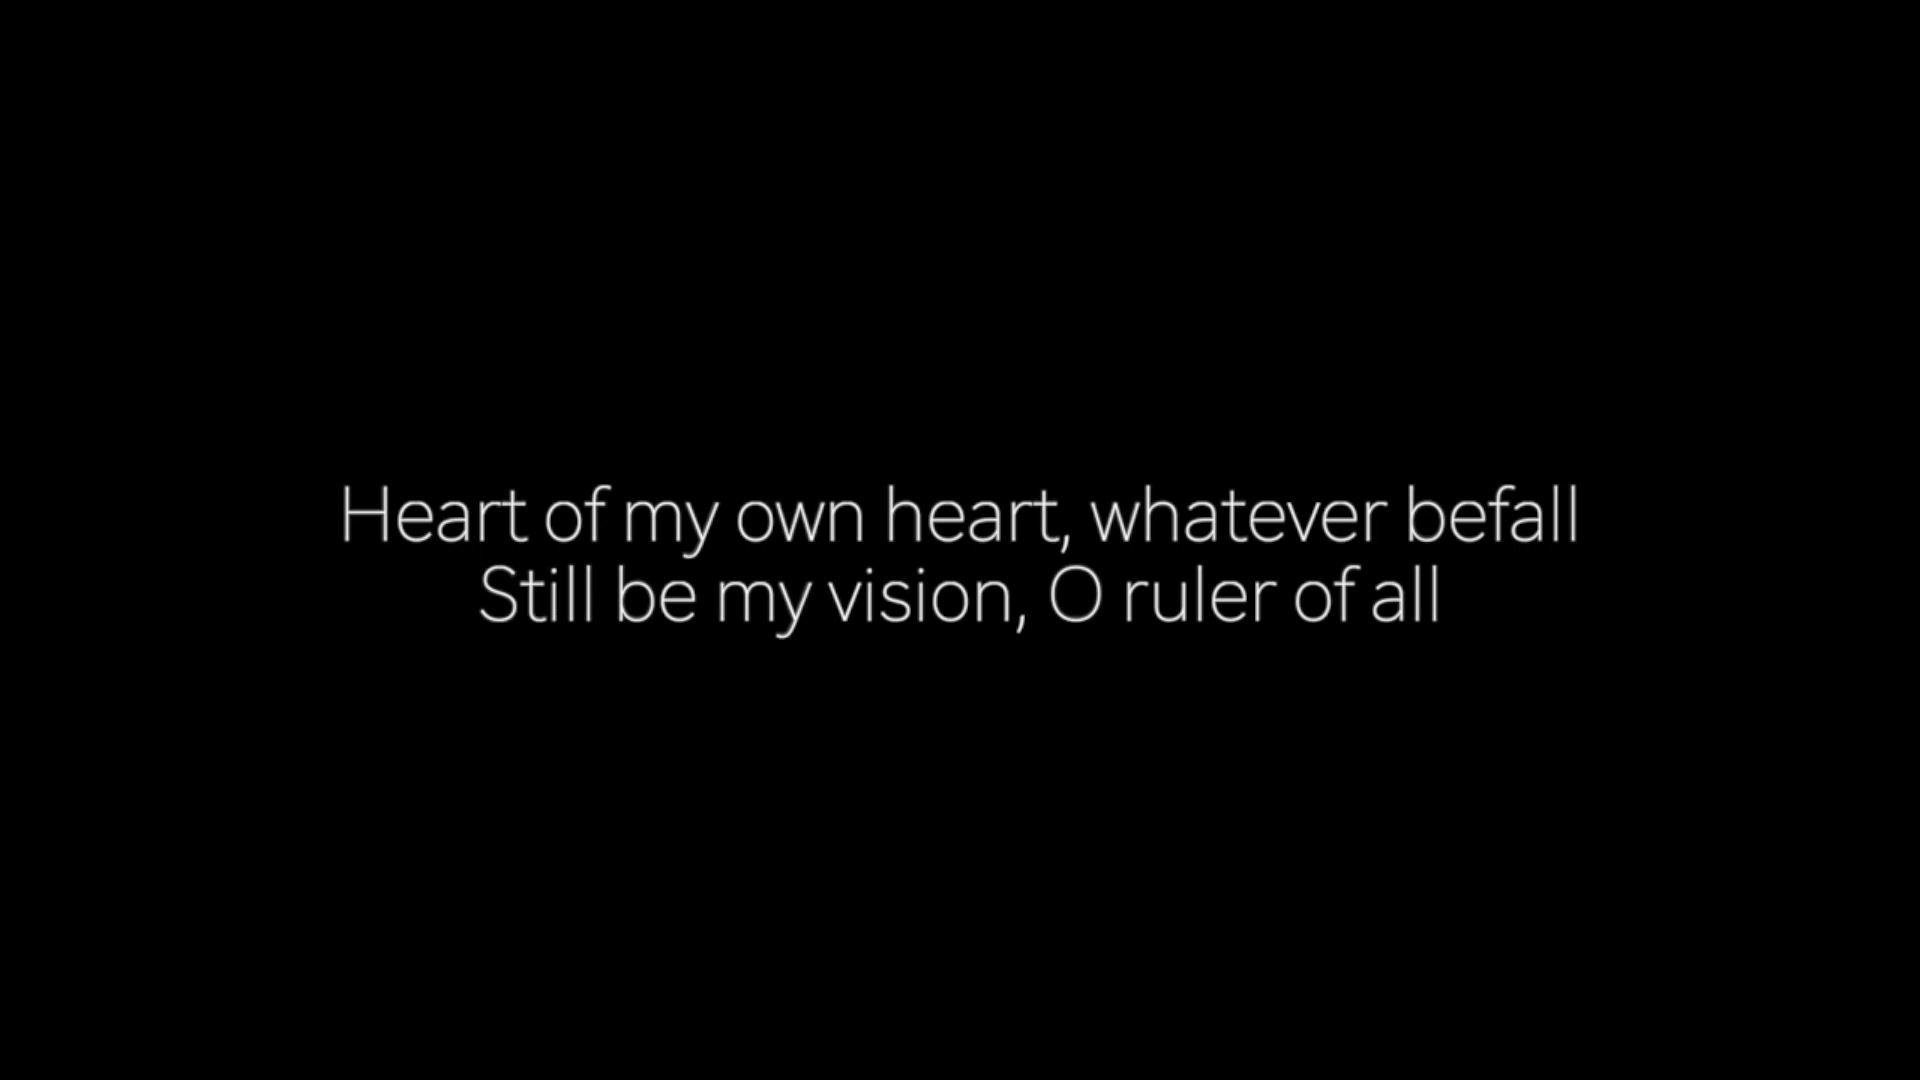 Heart of my own heart, whatever befall
Still be my vision, O ruler of all